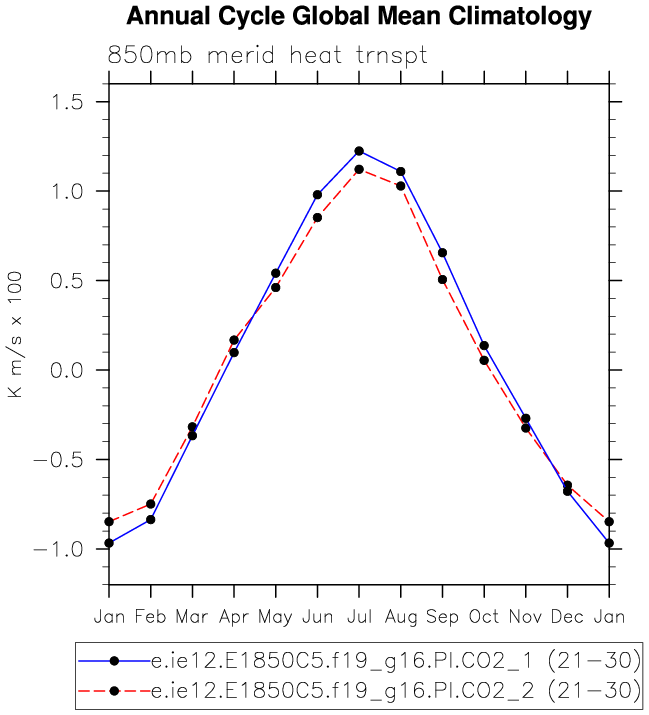 Annual Cycle Global Mean Climatology
850mb merid heat trnspt
1.5
1.0
0.5
0.0
−0.5
−1.0
K m/s x 100
Jan Feb Mar Apr May Jun Jul Aug Sep Oct Nov Dec Jan
e.ie12.E1850C5.f19_g16.PI.CO2_1 (21−30)
e.ie12.E1850C5.f19_g16.PI.CO2_2 (21−30)